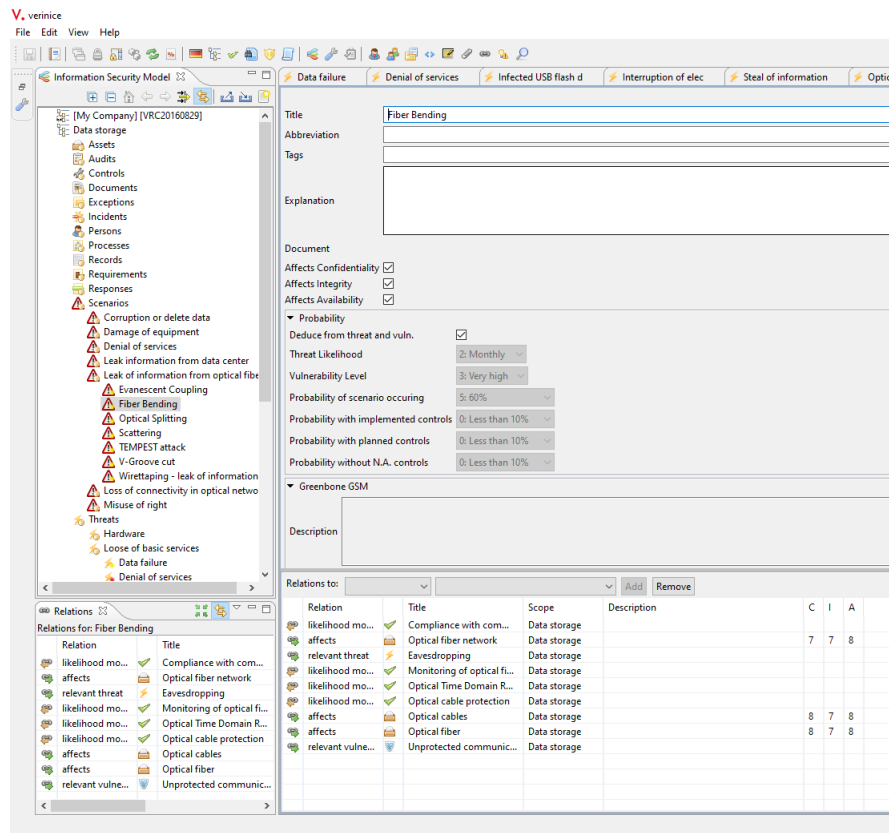 verinice
File Edit View Help
Information Security Model
Data failure Denial of services Infected USB flash d Interruption of elec Steal of information Optic
[My Company] [VRC20160829]
Data storage
Assets
Audits
Controls
Documents
Exceptions
Incidents
Persons
Processes
Records
Requirements
Responses
Scenarios
Corruption or delete data
Damage of equipment
Denial of services
Leak information from data center
Leak of information from optical fibe
Evanescent Coupling
Fiber Bending
Optical Splitting
Scattering
TEMPEST attack
V-Groove cut
Wirettaping - leak of information
Loss of connectivity in optical netwo
Misuse of right
Threats
Hardware
Loose of basic services
Data failure
Denial of services
Title Fiber Bending
Abbreviation
Tags
Explanation
Document
Affects Confidentiality
Affects Integrity
Affects Availability
Probability
Deduce from threat and vuln.
Threat Likelihood 2: Monthly
Vulnerability Level 3: Very high
Probability of scenario occuring 5: 60%
Probability with implemented controls 0: Less than 10%
Probability with planned controls 0: Less than 10%
Probability without N.A. controls 0: Less than 10%
Greenbone GSM
Description
Relations to: Add Remove
Relation Title Scope Description C I A
likelihood mo... Compliance with com... Data storage
affects Optical fiber network Data storage 7 7 8
relevant threat Eavesdropping Data storage
likelihood mo... Monitoring of optical fi... Data storage
likelihood mo... Optical Time Domain R... Data storage
likelihood mo... Optical cable protection Data storage
affects Optical cables Data storage 8 7 8
affects Optical fiber Data storage 8 7 8
relevant vulne... Unprotected communic... Data storage
Relations
Relations for: Fiber Bending
Relation Title
likelihood mo... Compliance with com...
affects Optical fiber network
relevant threat Eavesdropping
likelihood mo... Monitoring of optical fi...
likelihood mo... Optical Time Domain R...
likelihood mo... Optical cable protection
affects Optical cables
affects Optical fiber
relevant vulne... Unprotected communic...